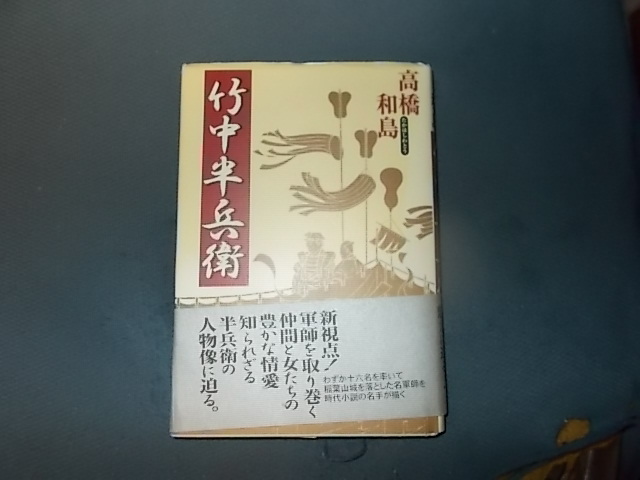 高橋
和島
竹中半兵衛
新視点!
軍師を取り巻く
仲間と女たちの
豊かな情愛
知られざる
半兵衛の
人物像に迫る。
わずか十六名を率いて
稲葉山城を落とした名軍師を
時代小説の名手が描く